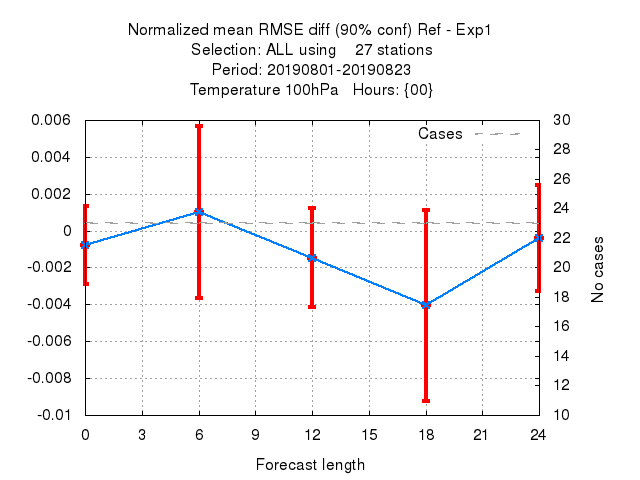 Normalized mean RMSE diff (90% conf) Ref - Exp1
Selection: ALL using    27 stations
Period: 20190801-20190823
Temperature 100hPa   Hours: {00}
Cases
0.006
0.004
0.002
0
-0.002
-0.004
-0.006
-0.008
-0.01
30
28
26
24
22
20
18
16
14
12
10
No cases
0 3 6 9 12 15 18 21 24
Forecast length